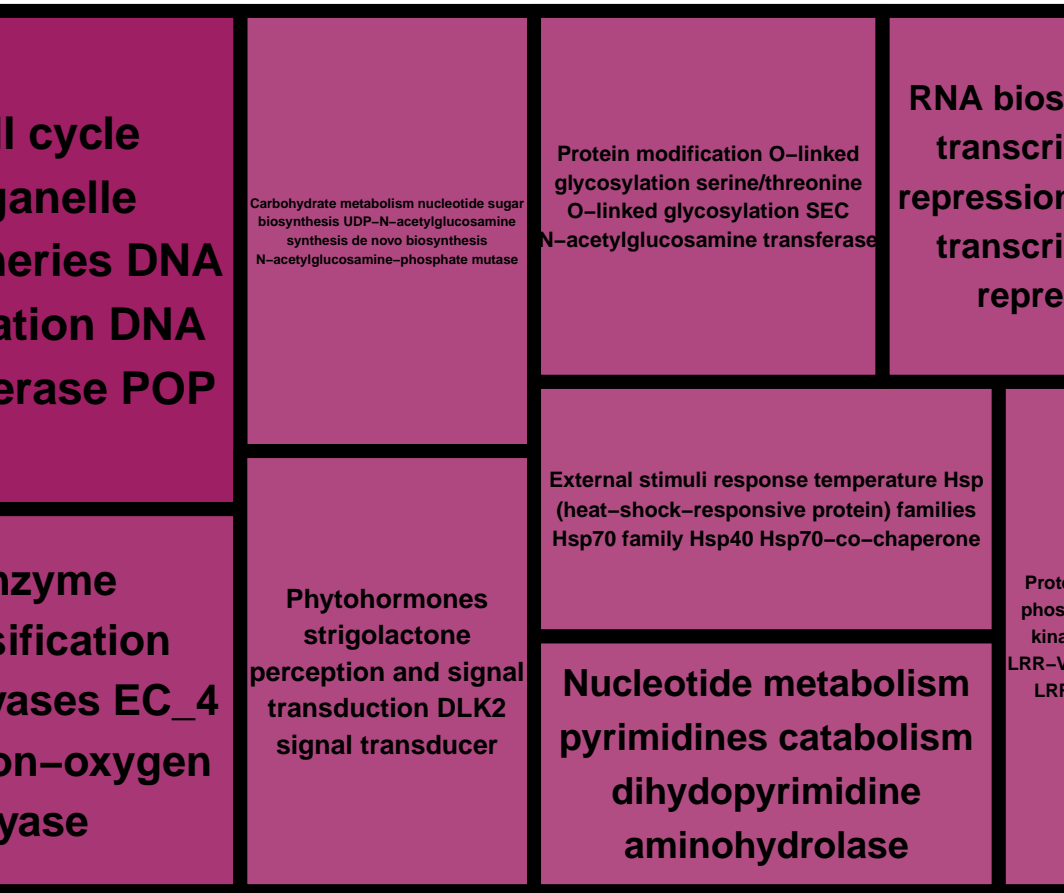 ll cycle
ganelle
neries DNA
ation DNA
erase POP
nzyme
sification
yases EC_4
on−oxygen
yase
Carbohydrate metabolism nucleotide sugar
biosynthesis UDP−N−acetylglucosamine
synthesis de novo biosynthesis
N−acetylglucosamine−phosphate mutase
Phytohormones
strigolactone
perception and signal
transduction DLK2
signal transducer
Protein modification O−linked
glycosylation serine/threonine
O−linked glycosylation SEC
N−acetylglucosamine transferase
External stimuli response temperature Hsp
(heat−shock−responsive protein) families
Hsp70 family Hsp40 Hsp70−co−chaperone
Nucleotide metabolism
pyrimidines catabolism
dihydopyrimidine
aminohydrolase
RNA bios
transcri
repression
transcri
repre
Prote
phos
kina
LRR−V
LRR